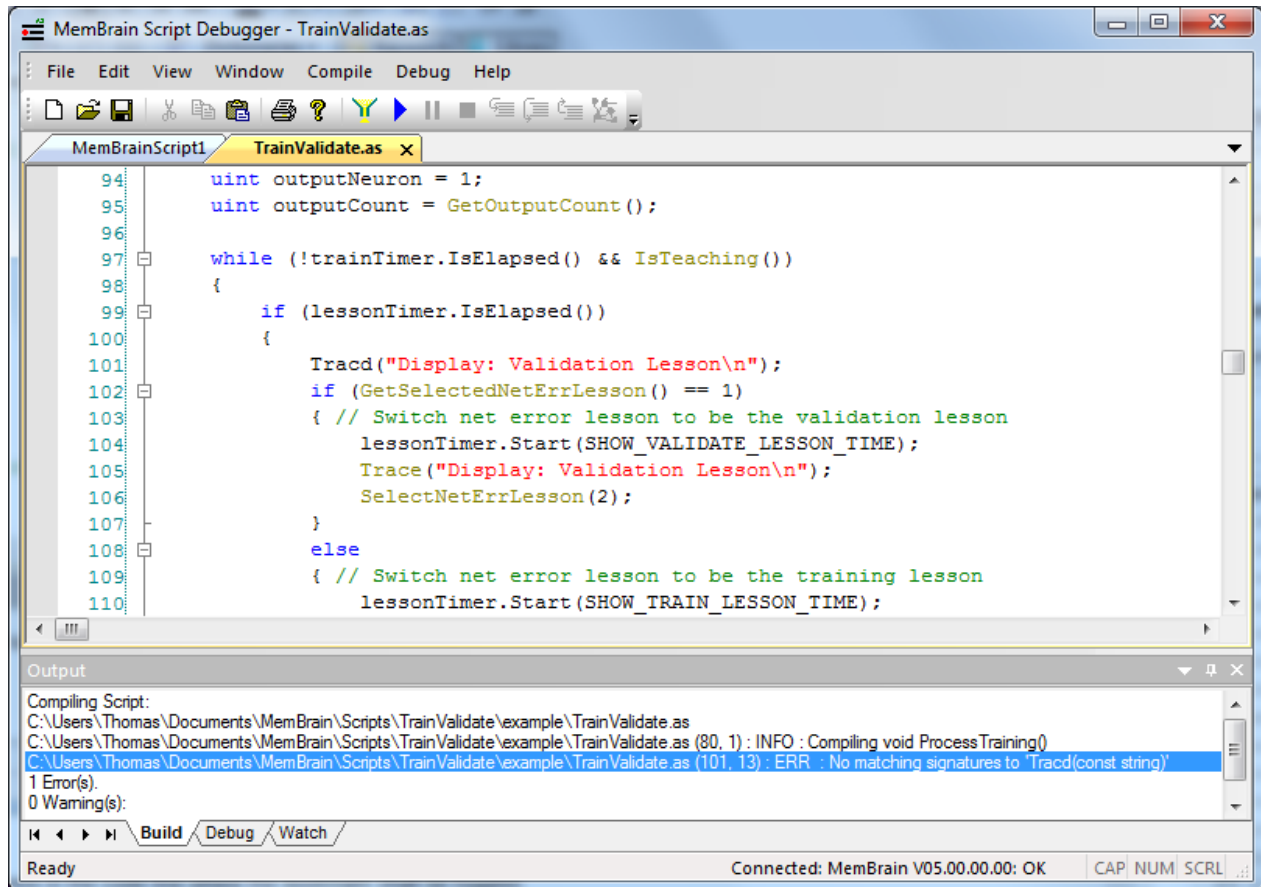 MemBrain Script Debugger - TrainValidate.as
File Edit View Window Compile Debug Help
MemBrainScript1 TrainValidate.as
94 uint outputNeuron = 1;
95 uint outputCount = GetOutputCount();
96
97 while (!trainTimer.IsElapsed() && IsTeaching())
98 {
99 if (lessonTimer.IsElapsed())
100 {
101 Tracd("Display: Validation Lesson\n");
102 if (GetSelectedNetErrLesson() == 1)
103 { // Switch net error lesson to be the validation lesson
104 lessonTimer.Start(SHOW_VALIDATE_LESSON_TIME);
105 Trace("Display: Validation Lesson\n");
106 SelectNetErrLesson(2);
107 }
108 else
109 { // Switch net error lesson to be the training lesson
110 lessonTimer.Start(SHOW_TRAIN_LESSON_TIME);
Output
Compiling Script:
C:\Users\Thomas\Documents\MemBrain\Scripts\TrainValidate\example\TrainValidate.as
C:\Users\Thomas\Documents\MemBrain\Scripts\TrainValidate\example\TrainValidate.as (80, 1) : INFO : Compiling void ProcessTraining()
C:\Users\Thomas\Documents\MemBrain\Scripts\TrainValidate\example\TrainValidate.as (101, 13) : ERR : No matching signatures to 'Tracd(const string)'
1 Error(s).
0 Warning(s):
Build Debug Watch
Ready Connected: MemBrain V05.00.00.00: OK CAP NUM SCRL